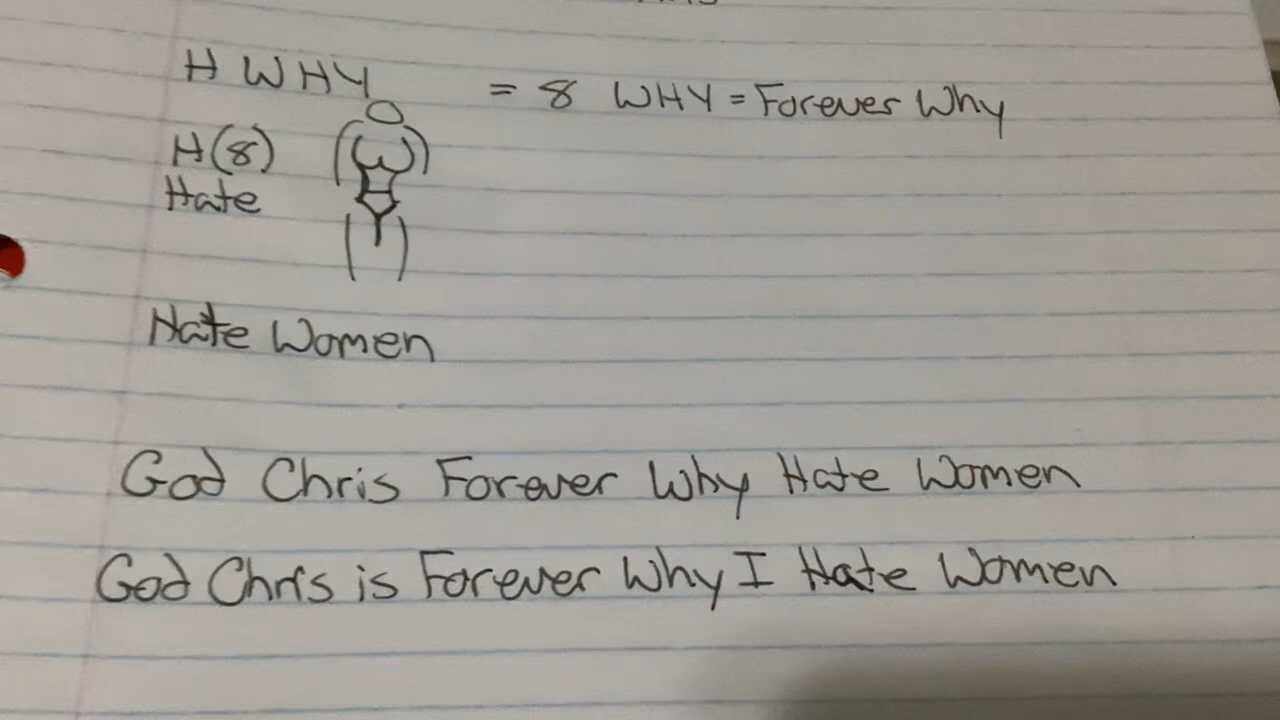 H WHY = 8 WHY = Forever Why
H(8)
Hate
Hate Women
God Chris Forever Why Hate Women
God Chris is Forever Why I Hate Women